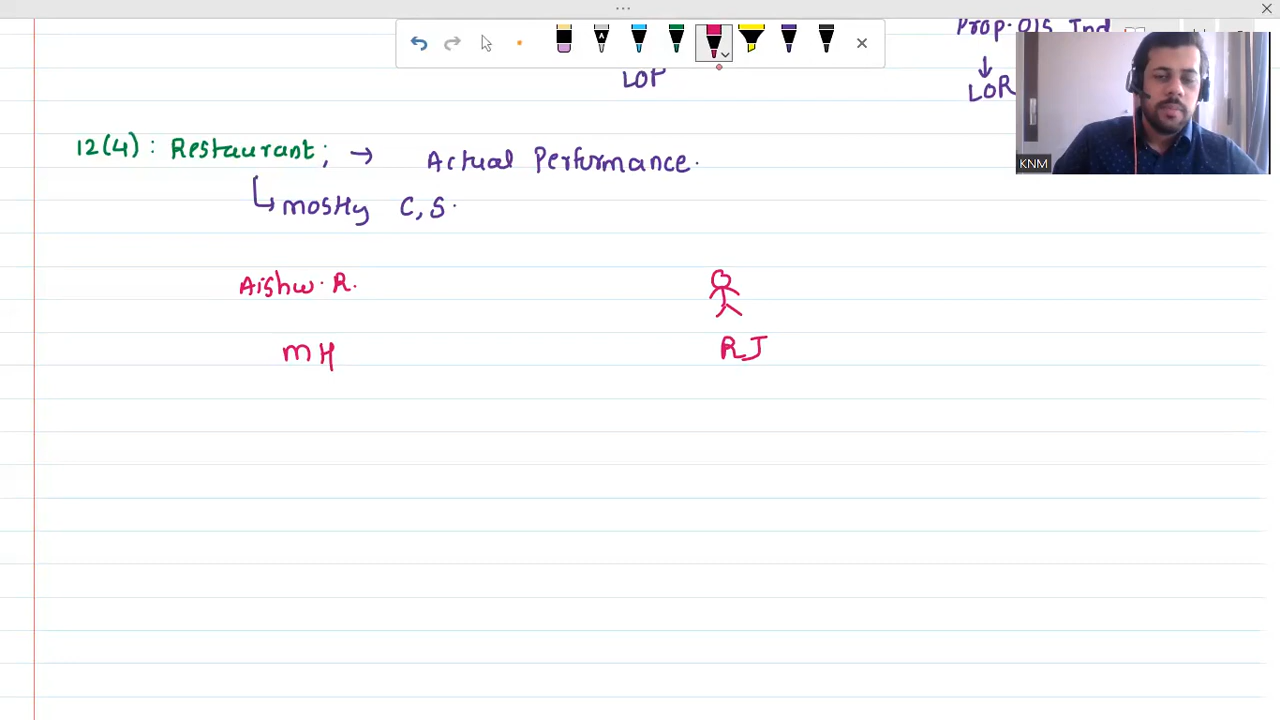 Prop. O/S Ind
LOP
LOR
12(4) : Restaurant ; → Actual Performance.
mostly C, S.
Aishw. R.
MH
RJ
KNM